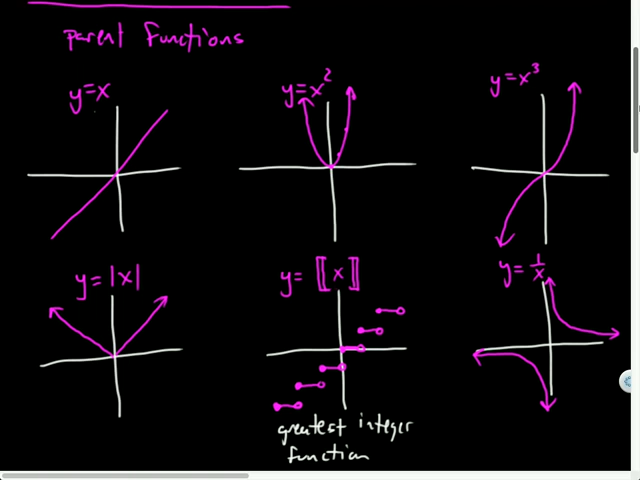 parent functions
y=x
y=x²
y=x³
y=|x|
y=⟦x⟧
y=1/x
greatest integer
function